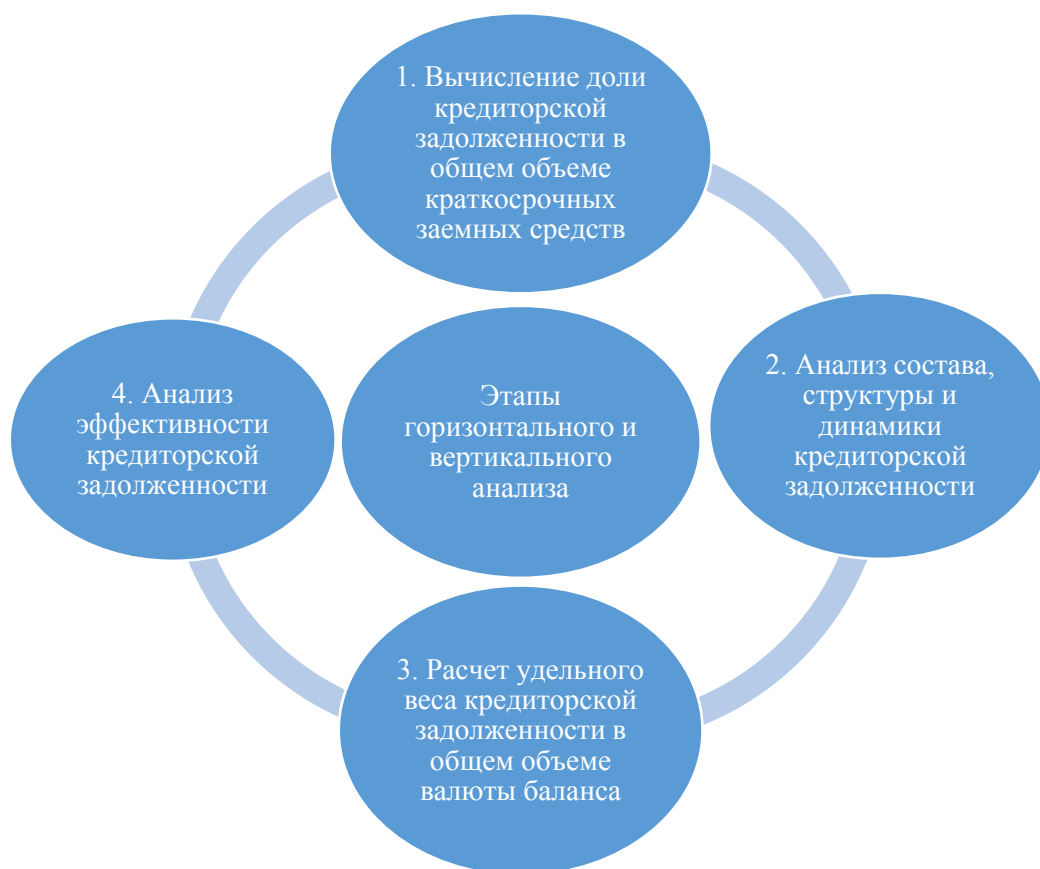 1. Вычисление доли
кредиторской
задолженности в
общем объеме
краткосрочных
заемных средств
2. Анализ состава,
структуры и
динамики
кредиторской
задолженности
3. Расчет удельного
веса кредиторской
задолженности в
общем объеме
валюты баланса
4. Анализ
эффективности
кредиторской
задолженности
Этапы
горизонтального и
вертикального
анализа